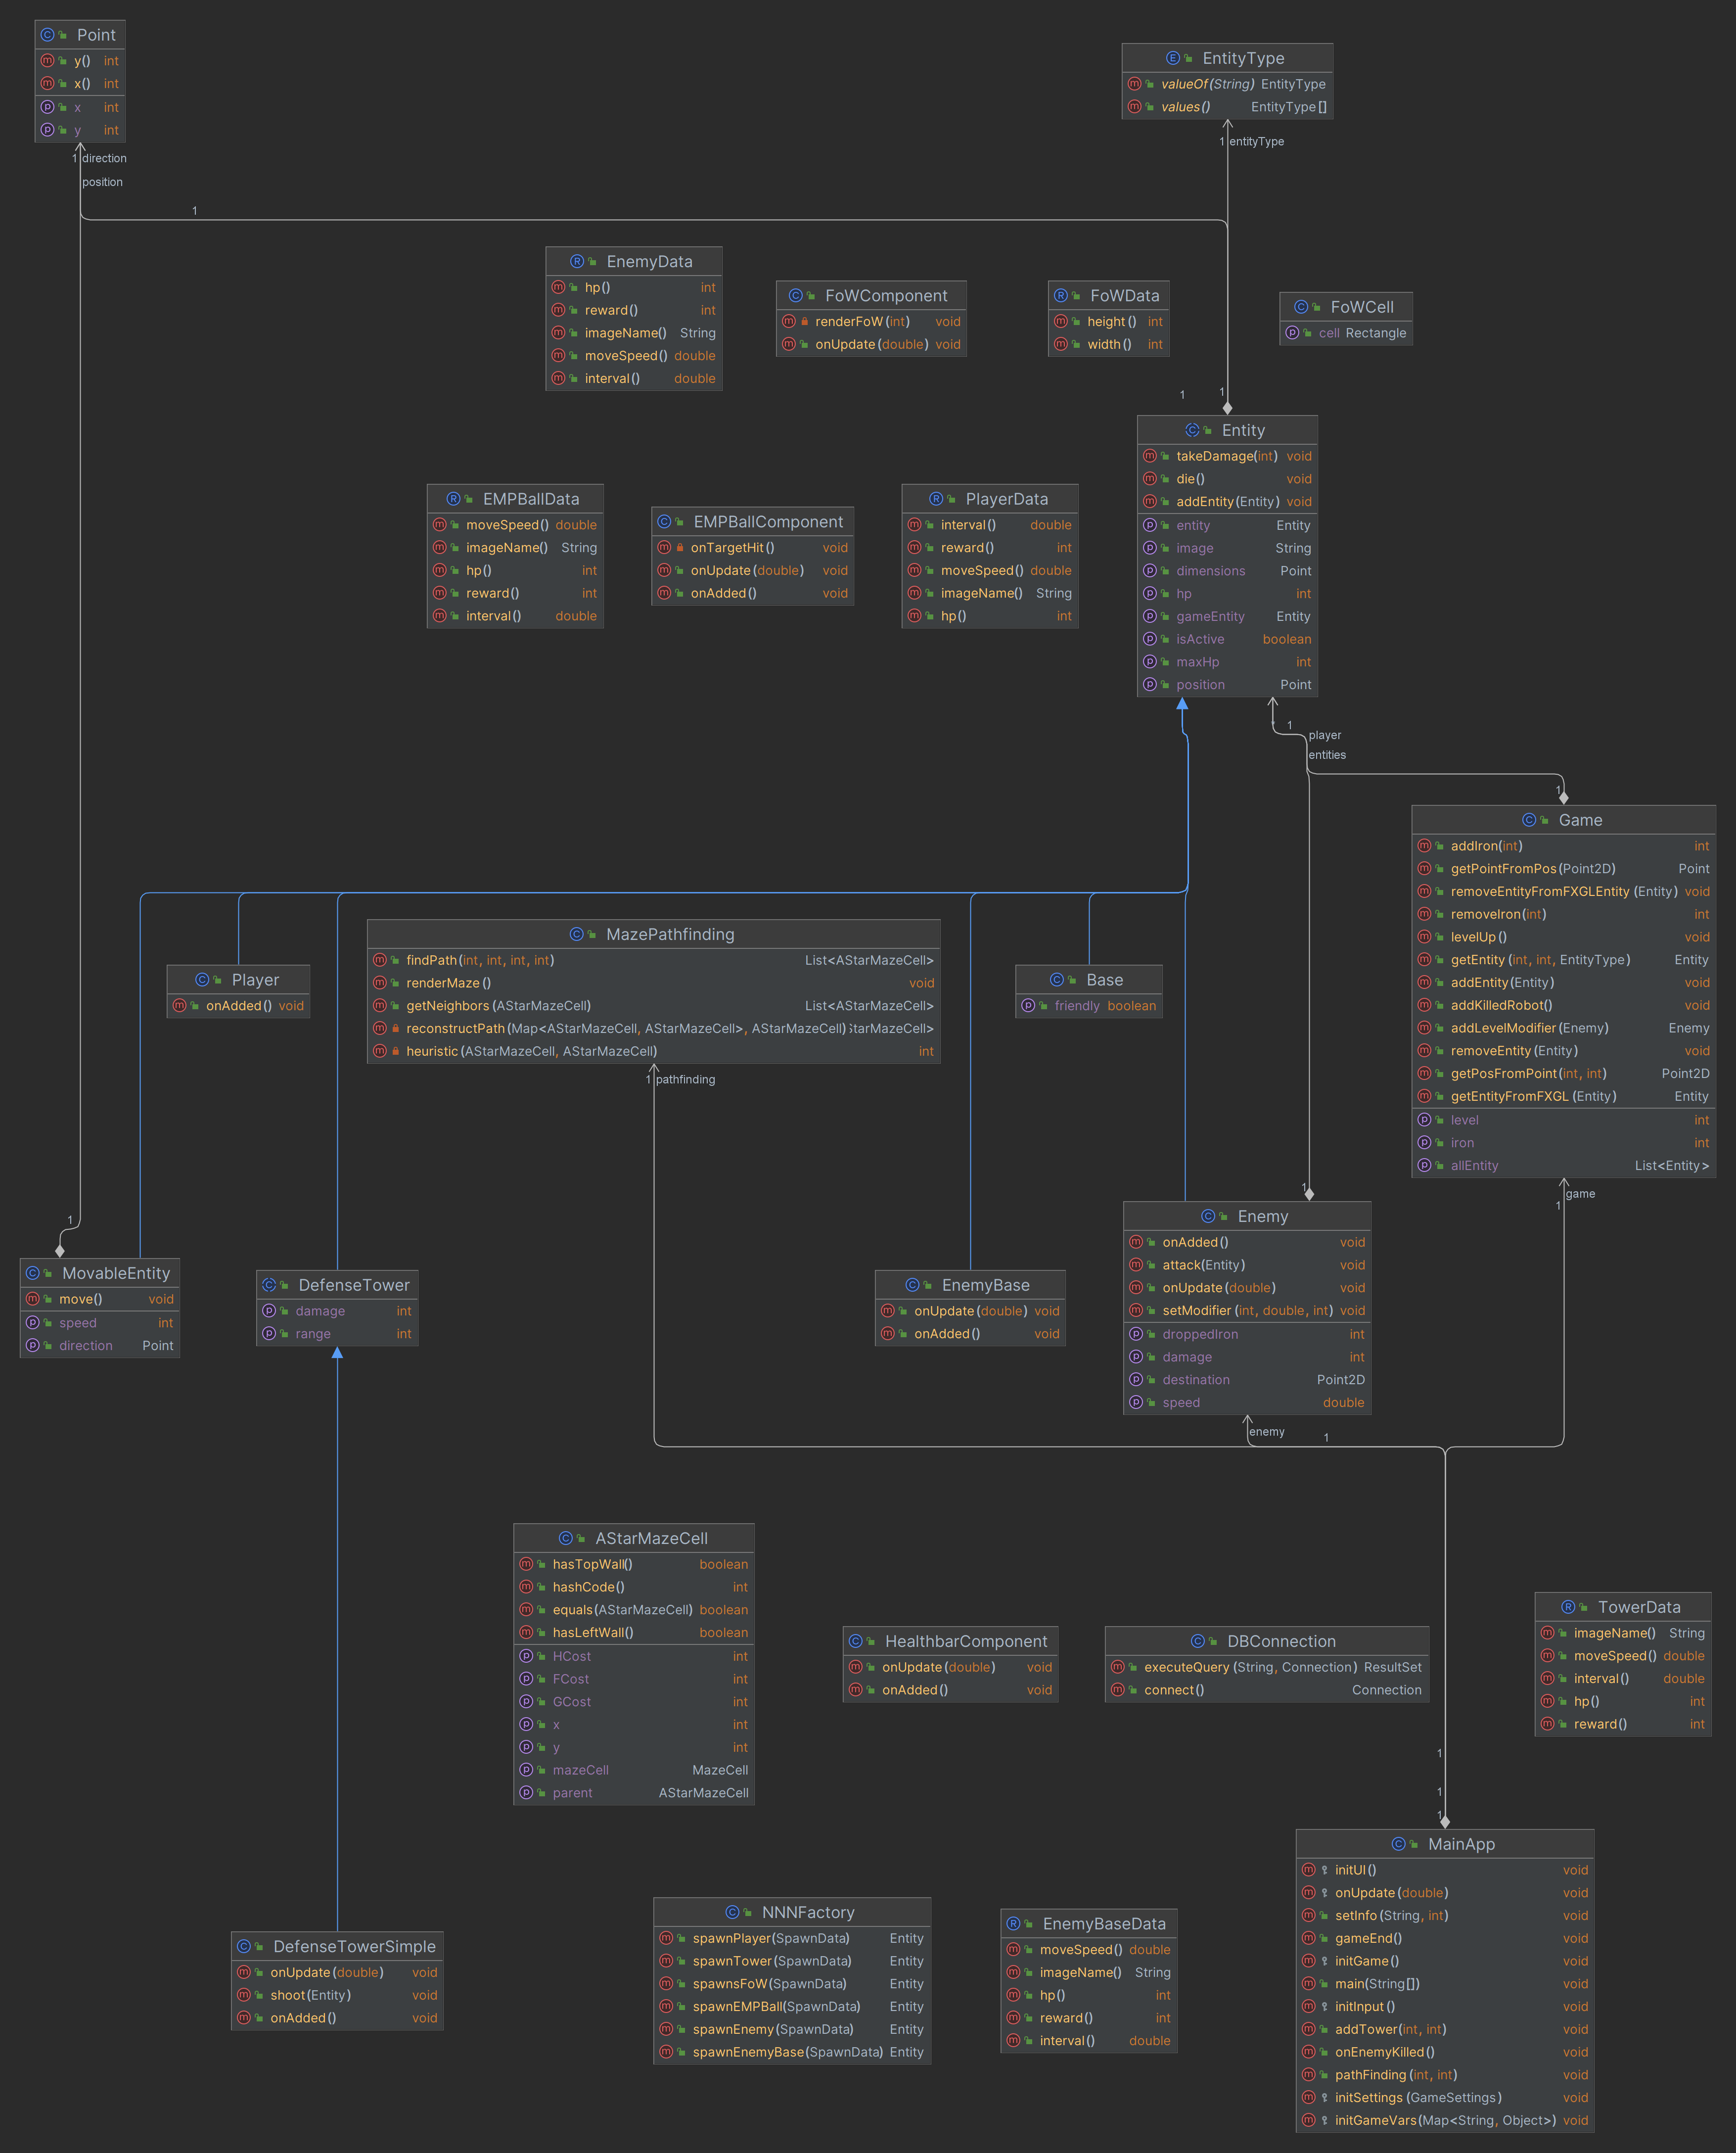 Point
y() int
x() int
x int
y int
1 direction
position
1
EntityType
valueOf(String) EntityType
values() EntityType[]
1 entityType
EnemyData
hp() int
reward() int
imageName() String
moveSpeed() double
interval() double
FoWComponent
renderFoW(int) void
onUpdate(double) void
FoWData
height() int
width() int
FoWCell
cell Rectangle
1 1
Entity
takeDamage(int) void
die() void
addEntity(Entity) void
entity Entity
image String
dimensions Point
hp int
gameEntity Entity
isActive boolean
maxHp int
position Point
EMPBallData
moveSpeed() double
imageName() String
hp() int
reward() int
interval() double
EMPBallComponent
onTargetHit() void
onUpdate(double) void
onAdded() void
PlayerData
interval() double
reward() int
moveSpeed() double
imageName() String
hp() int
* 1
player
entities
1
Game
addIron(int) int
getPointFromPos(Point2D) Point
removeEntityFromFXGLEntity(Entity) void
removeIron(int) int
levelUp() void
getEntity(int, int, EntityType) Entity
addEntity(Entity) void
addKilledRobot() void
addLevelModifier(Enemy) Enemy
removeEntity(Entity) void
getPosFromPoint(int, int) Point2D
getEntityFromFXGL(Entity) Entity
level int
iron int
allEntity List<Entity>
1 game
Player
onAdded() void
MazePathfinding
findPath(int, int, int, int) List<AStarMazeCell>
renderMaze() void
getNeighbors(AStarMazeCell) List<AStarMazeCell>
reconstructPath(Map<AStarMazeCell, AStarMazeCell>, AStarMazeCell) StarMazeCell>
heuristic(AStarMazeCell, AStarMazeCell) int
1 pathfinding
Base
friendly boolean
1
MovableEntity
move() void
speed int
direction Point
DefenseTower
damage int
range int
EnemyBase
onUpdate(double) void
onAdded() void
1
Enemy
onAdded() void
attack(Entity) void
onUpdate(double) void
setModifier(int, double, int) void
droppedIron int
damage int
destination Point2D
speed double
enemy
1
AStarMazeCell
hasTopWall() boolean
hashCode() int
equals(AStarMazeCell) boolean
hasLeftWall() boolean
HCost int
FCost int
GCost int
x int
y int
mazeCell MazeCell
parent AStarMazeCell
HealthbarComponent
onUpdate(double) void
onAdded() void
DBConnection
executeQuery(String, Connection) ResultSet
connect() Connection
TowerData
imageName() String
moveSpeed() double
interval() double
hp() int
reward() int
1
1
1
MainApp
initUI() void
onUpdate(double) void
setInfo(String, int) void
gameEnd() void
initGame() void
main(String[]) void
initInput() void
addTower(int, int) void
onEnemyKilled() void
pathFinding(int, int) void
initSettings(GameSettings) void
initGameVars(Map<String, Object>) void
DefenseTowerSimple
onUpdate(double) void
shoot(Entity) void
onAdded() void
NNNFactory
spawnPlayer(SpawnData) Entity
spawnTower(SpawnData) Entity
spawnsFoW(SpawnData) Entity
spawnEMPBall(SpawnData) Entity
spawnEnemy(SpawnData) Entity
spawnEnemyBase(SpawnData) Entity
EnemyBaseData
moveSpeed() double
imageName() String
hp() int
reward() int
interval() double